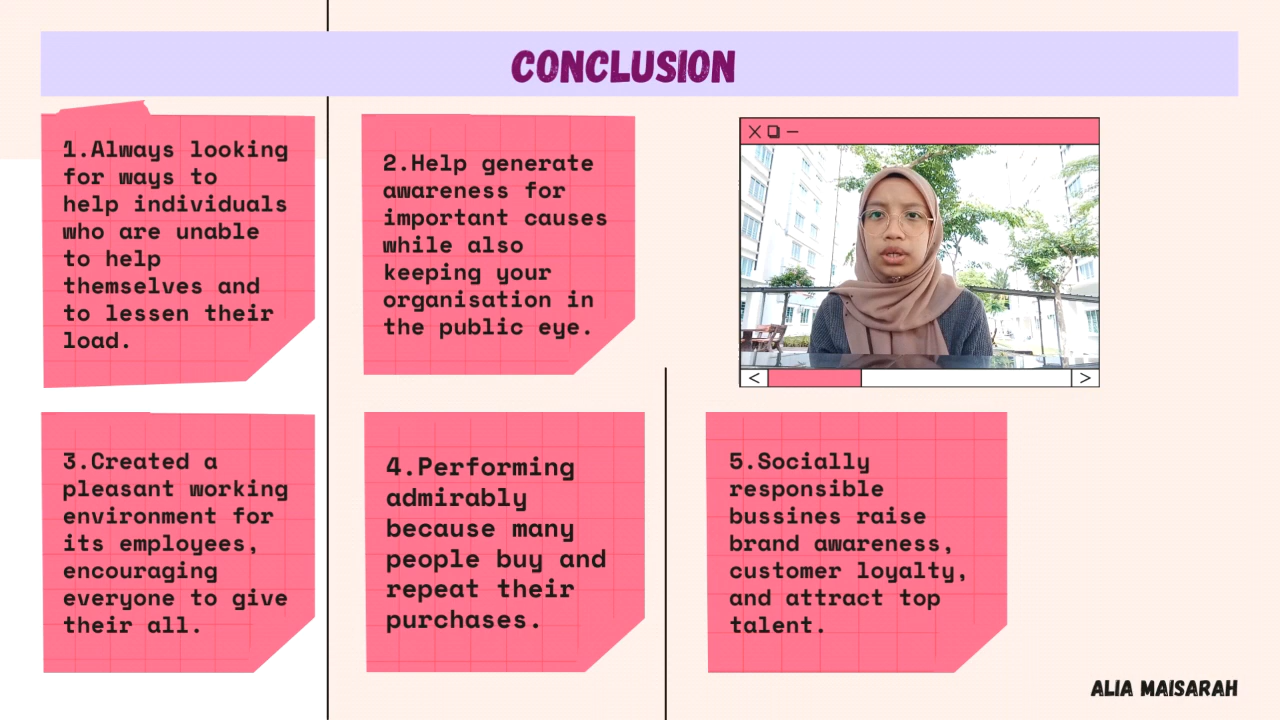 CONCLUSION
1.Always looking
for ways to
help individuals
who are unable
to help
themselves and
to lessen their
load.
2.Help generate
awareness for
important causes
while also
keeping your
organisation in
the public eye.
3.Created a
pleasant working
environment for
its employees,
encouraging
everyone to give
their all.
4.Performing
admirably
because many
people buy and
repeat their
purchases.
5.Socially
responsible
bussines raise
brand awareness,
customer loyalty,
and attract top
talent.
ALIA MAISARAH